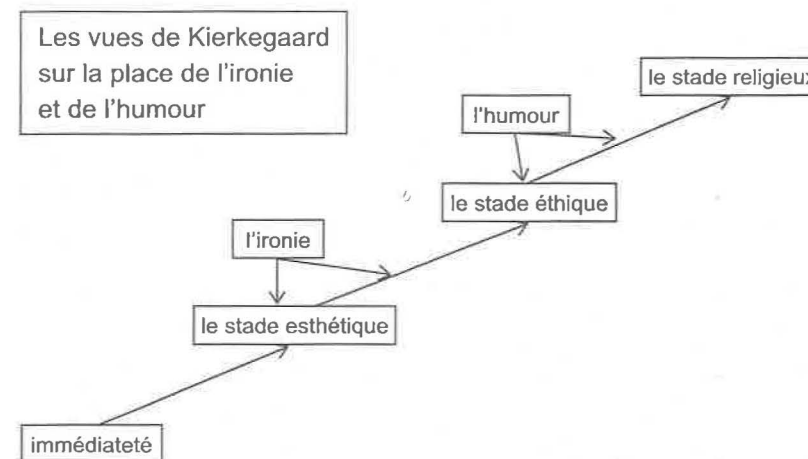 Les vues de Kierkegaard
sur la place de l'ironie
et de l'humour
le stade religieux
l'humour
le stade éthique
l'ironie
le stade esthétique
immédiateté